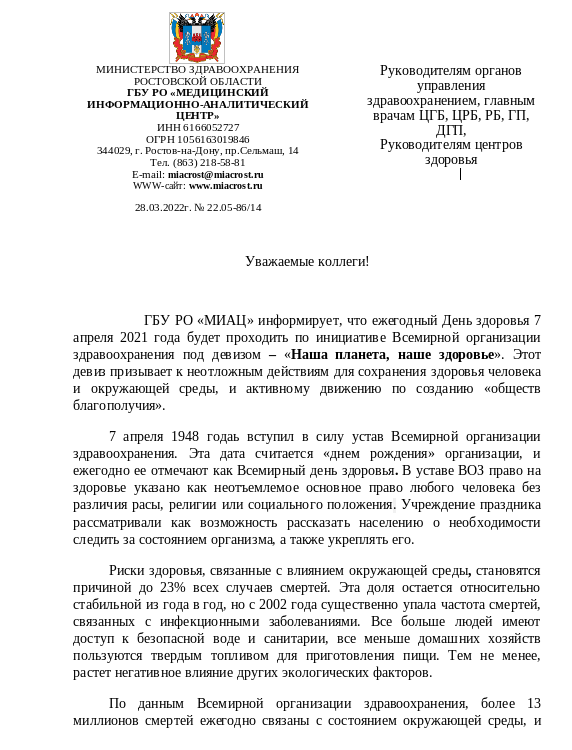 МИНИСТЕРСТВО ЗДРАВООХРАНЕНИЯ
РОСТОВСКОЙ ОБЛАСТИ
ГБУ РО «МЕДИЦИНСКИЙ
ИНФОРМАЦИОННО-АНАЛИТИЧЕСКИЙ
ЦЕНТР»
ИНН 6166052727
ОГРН 1056163019846
344029, г. Ростов-на-Дону, пр.Сельмаш, 14
Тел. (863) 218-58-81
E-mail: miacrost@miacrost.ru
WWW-сайт: www.miacrost.ru
28.03.2022г. № 22.05-86/14
Руководителям органов
управления
здравоохранением, главным
врачам ЦГБ, ЦРБ, РБ, ГП,
ДГП,
Руководителям центров
здоровья
Уважаемые коллеги!
ГБУ РО «МИАЦ» информирует, что ежегодный День здоровья 7
апреля 2021 года будет проходить по инициативе Всемирной организации
здравоохранения под девизом – «Наша планета, наше здоровье». Этот
девиз призывает к неотложным действиям для сохранения здоровья человека
и окружающей среды, и активному движению по созданию «обществ
благополучия».
7 апреля 1948 годаь вступил в силу устав Всемирной организации
здравоохранения. Эта дата считается «днем рождения» организации, и
ежегодно ее отмечают как Всемирный день здоровья. В уставе ВОЗ право на
здоровье указано как неотъемлемое основное право любого человека без
различия расы, религии или социального положения. Учреждение праздника
рассматривали как возможность рассказать населению о необходимости
следить за состоянием организма, а также укреплять его.
Риски здоровья, связанные с влиянием окружающей среды, становятся
причиной до 23% всех случаев смертей. Эта доля остается относительно
стабильной из года в год, но с 2002 года существенно упала частота смертей,
связанных с инфекционными заболеваниями. Все больше людей имеют
доступ к безопасной воде и санитарии, все меньше домашних хозяйств
пользуются твердым топливом для приготовления пищи. Тем не менее,
растет негативное влияние других экологических факторов.
По данным Всемирной организации здравоохранения, более 13
миллионов смертей ежегодно связаны с состоянием окружающей среды, и